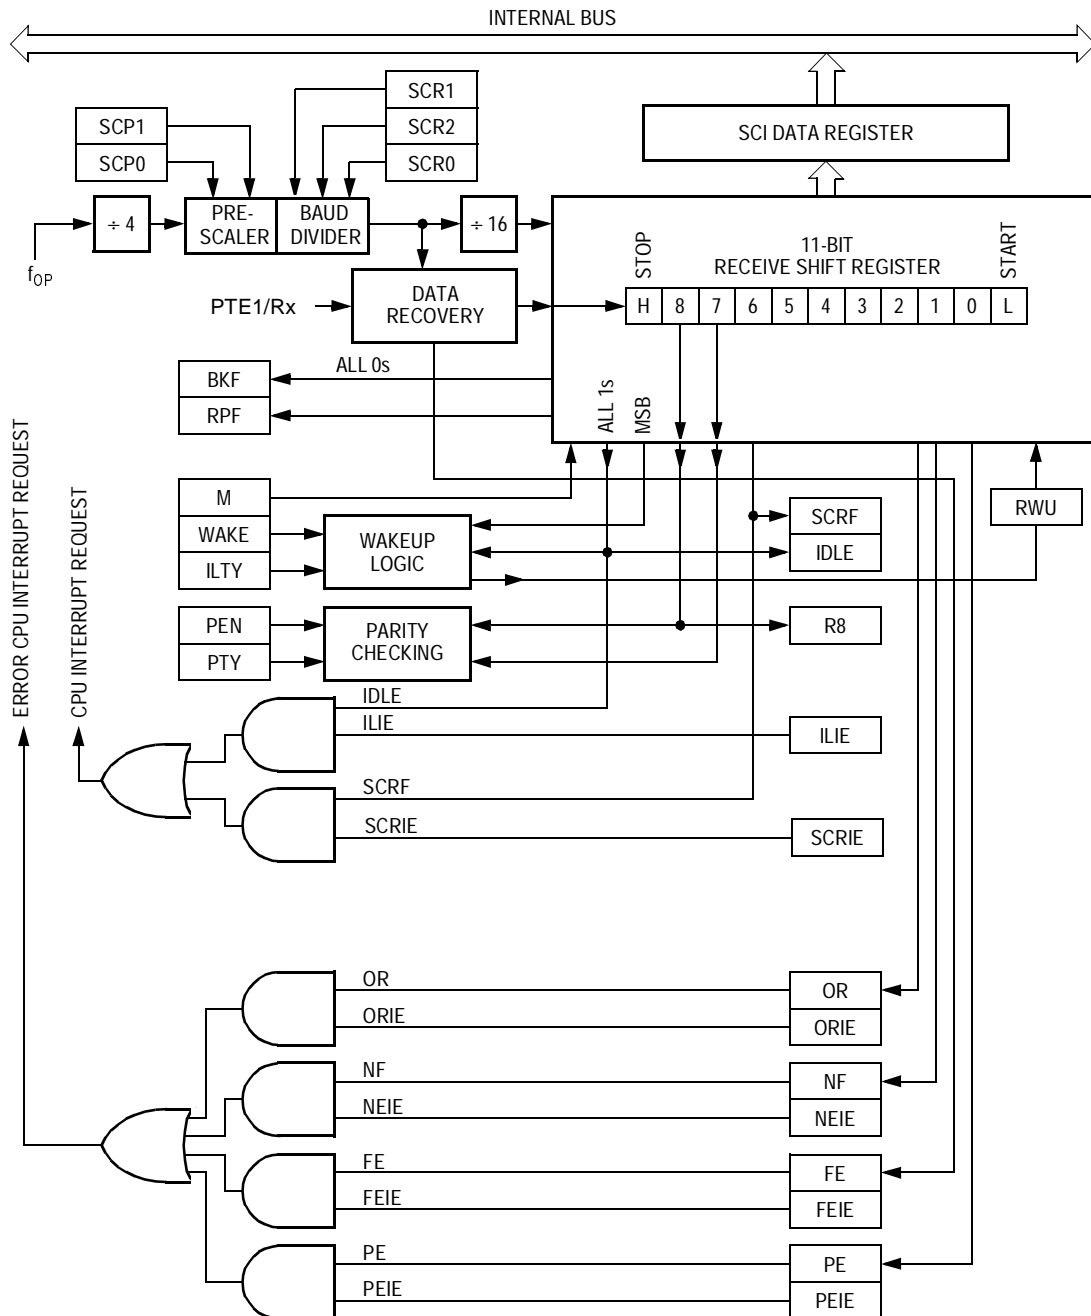 INTERNAL BUS
SCR1
SCR2
SCR0
SCP1
SCP0
SCI DATA REGISTER
÷ 4
PRE-
SCALER
BAUD
DIVIDER
÷ 16
fOP
11-BIT
RECEIVE SHIFT REGISTER
STOP
START
H 8 7 6 5 4 3 2 1 0 L
PTE1/Rx
DATA
RECOVERY
ALL 0s
BKF
RPF
ALL 1s
MSB
ERROR CPU INTERRUPT REQUEST
CPU INTERRUPT REQUEST
M
WAKE
ILTY
WAKEUP
LOGIC
SCRF
IDLE
RWU
PEN
PTY
PARITY
CHECKING
R8
IDLE
ILIE
ILIE
SCRF
SCRIE
SCRIE
OR
ORIE
OR
ORIE
NF
NEIE
NF
NEIE
FE
FEIE
FE
FEIE
PE
PEIE
PE
PEIE